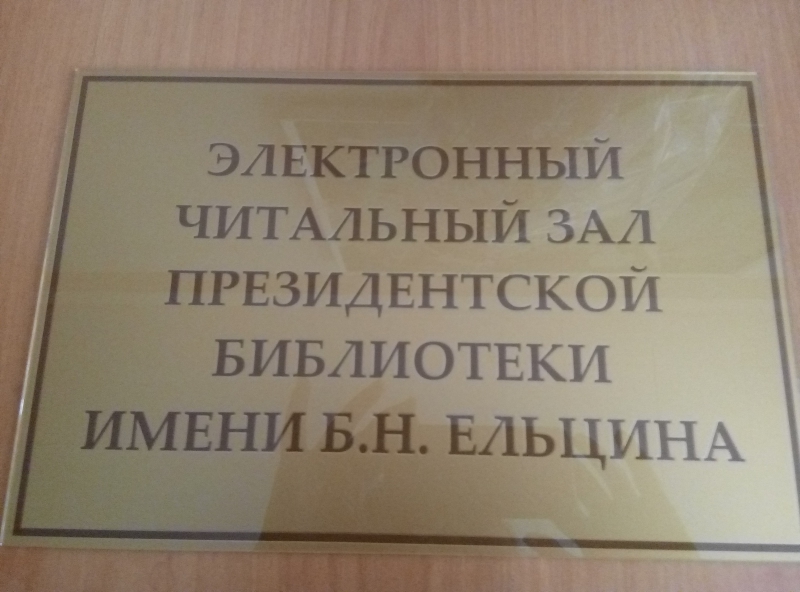 ЭЛЕКТРОННЫЙ
ЧИТАЛЬНЫЙ ЗАЛ
ПРЕЗИДЕНТСКОЙ
БИБЛИОТЕКИ
ИМЕНИ Б.Н. ЕЛЬЦИНА